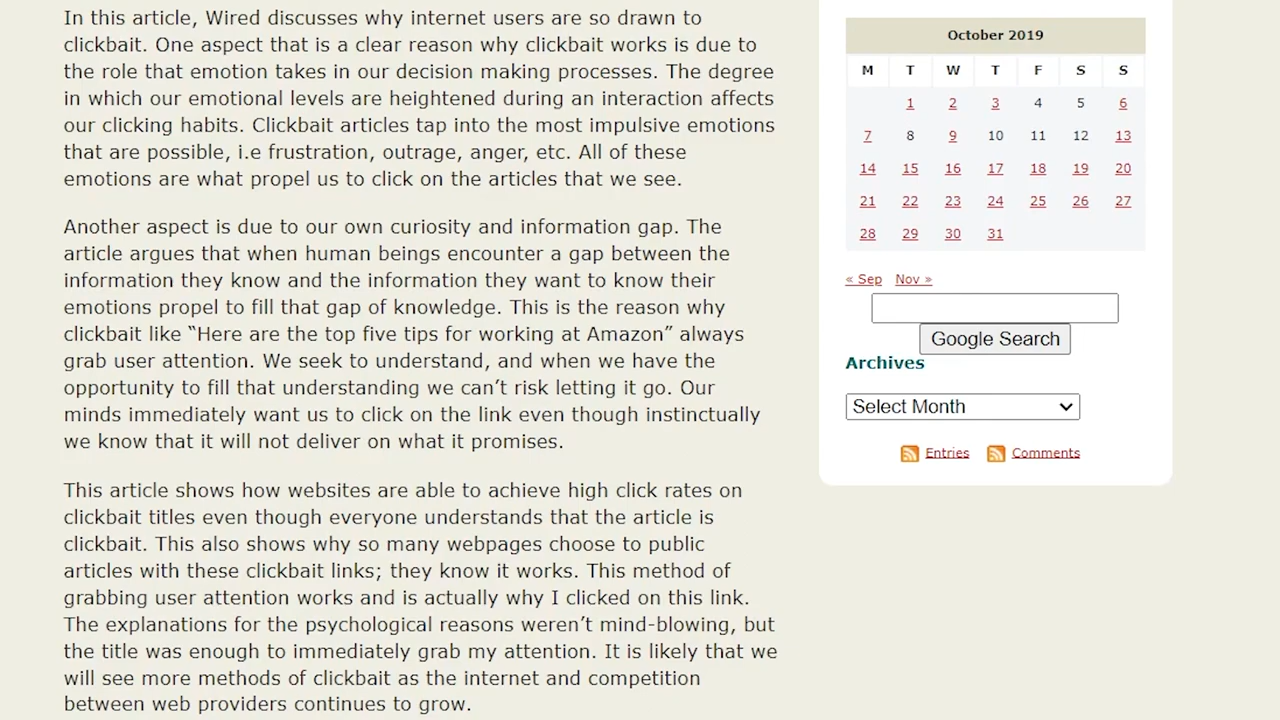 In this article, Wired discusses why internet users are so drawn to
clickbait. One aspect that is a clear reason why clickbait works is due to
the role that emotion takes in our decision making processes. The degree
in which our emotional levels are heightened during an interaction affects
our clicking habits. Clickbait articles tap into the most impulsive emotions
that are possible, i.e frustration, outrage, anger, etc. All of these
emotions are what propel us to click on the articles that we see.
Another aspect is due to our own curiosity and information gap. The
article argues that when human beings encounter a gap between the
information they know and the information they want to know their
emotions propel to fill that gap of knowledge. This is the reason why
clickbait like “Here are the top five tips for working at Amazon” always
grab user attention. We seek to understand, and when we have the
opportunity to fill that understanding we can’t risk letting it go. Our
minds immediately want us to click on the link even though instinctually
we know that it will not deliver on what it promises.
This article shows how websites are able to achieve high click rates on
clickbait titles even though everyone understands that the article is
clickbait. This also shows why so many webpages choose to public
articles with these clickbait links; they know it works. This method of
grabbing user attention works and is actually why I clicked on this link.
The explanations for the psychological reasons weren’t mind-blowing, but
the title was enough to immediately grab my attention. It is likely that we
will see more methods of clickbait as the internet and competition
between web providers continues to grow.
October 2019
M T W T F S S
1 2 3 4 5 6
7 8 9 10 11 12 13
14 15 16 17 18 19 20
21 22 23 24 25 26 27
28 29 30 31
« Sep Nov »
Google Search
Archives
Select Month
Entries Comments